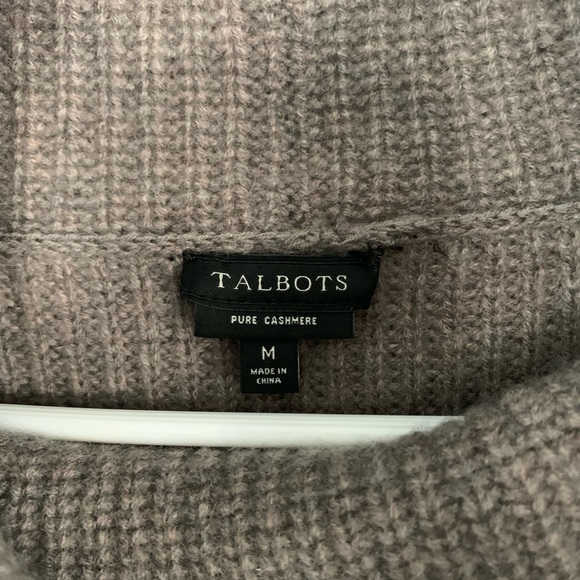 TALBOTS
PURE CASHMERE
M
MADE IN
CHINA